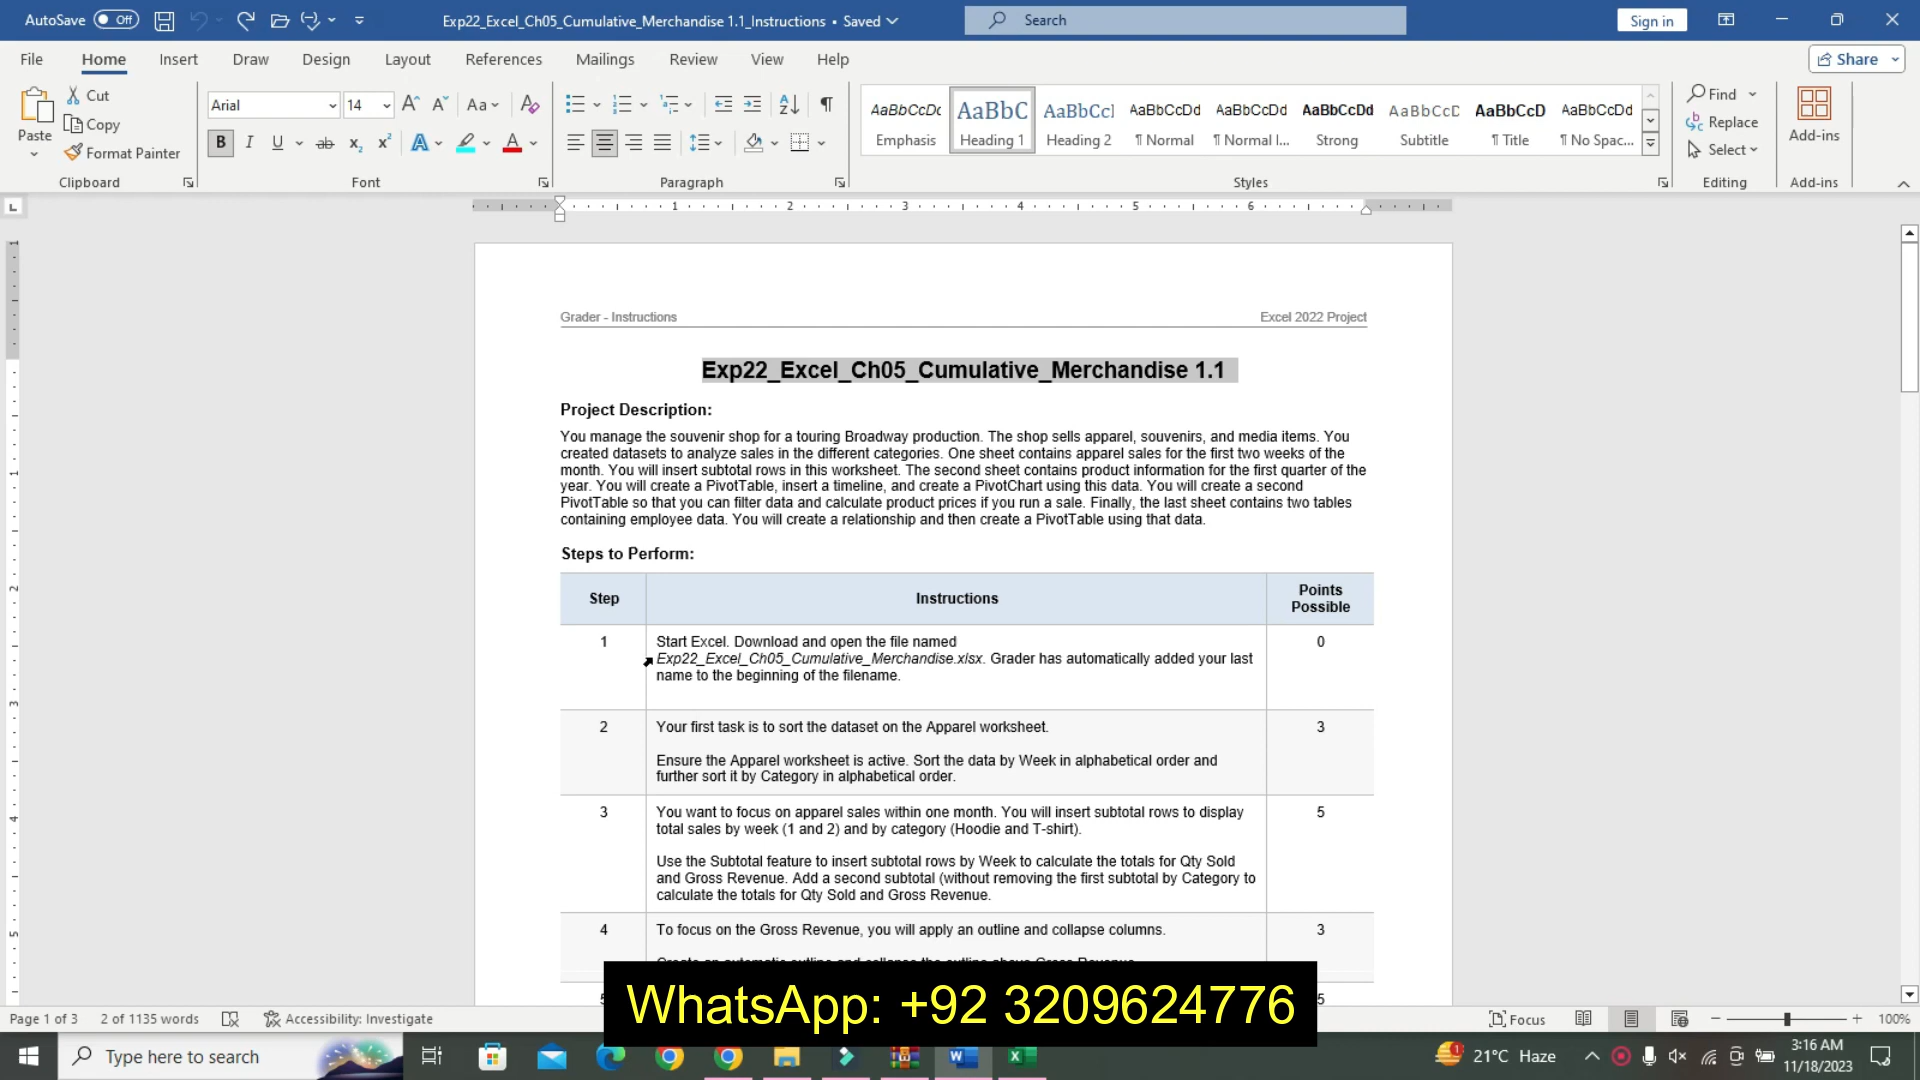 AutoSave Off
Exp22_Excel_Ch05_Cumulative_Merchandise 1.1_Instructions • Saved
Search
Sign in
File Home Insert Draw Design Layout References Mailings Review View Help
Share
Paste
Cut
Copy
Format Painter
Clipboard
Arial 14
Font
Paragraph
AaBbCcDc AaBbC AaBbCcI AaBbCcDd AaBbCcDd AaBbCcDd AaBbCcD AaBbCcD AaBbCcDd
Emphasis Heading 1 Heading 2 ¶ Normal ¶ Normal I... Strong Subtitle ¶ Title ¶ No Spac...
Styles
Find
Replace
Select
Editing
Add-ins
Add-ins
1 2 3 4 5 6
Grader - Instructions Excel 2022 Project
Exp22_Excel_Ch05_Cumulative_Merchandise 1.1
Project Description:
You manage the souvenir shop for a touring Broadway production. The shop sells apparel, souvenirs, and media items. You
created datasets to analyze sales in the different categories. One sheet contains apparel sales for the first two weeks of the
month. You will insert subtotal rows in this worksheet. The second sheet contains product information for the first quarter of the
year. You will create a PivotTable, insert a timeline, and create a PivotChart using this data. You will create a second
PivotTable so that you can filter data and calculate product prices if you run a sale. Finally, the last sheet contains two tables
containing employee data. You will create a relationship and then create a PivotTable using that data.
Steps to Perform:
Step Instructions Points Possible
1 Start Excel. Download and open the file named 0
Exp22_Excel_Ch05_Cumulative_Merchandise.xlsx. Grader has automatically added your last
name to the beginning of the filename.
2 Your first task is to sort the dataset on the Apparel worksheet. 3
Ensure the Apparel worksheet is active. Sort the data by Week in alphabetical order and
further sort it by Category in alphabetical order.
3 You want to focus on apparel sales within one month. You will insert subtotal rows to display 5
total sales by week (1 and 2) and by category (Hoodie and T-shirt).
Use the Subtotal feature to insert subtotal rows by Week to calculate the totals for Qty Sold
and Gross Revenue. Add a second subtotal (without removing the first subtotal by Category to
calculate the totals for Qty Sold and Gross Revenue.
4 To focus on the Gross Revenue, you will apply an outline and collapse columns. 3
5
WhatsApp: +92 3209624776
Page 1 of 3 2 of 1135 words Accessibility: Investigate
Focus
100%
Type here to search
21°C Haze
3:16 AM
11/18/2023